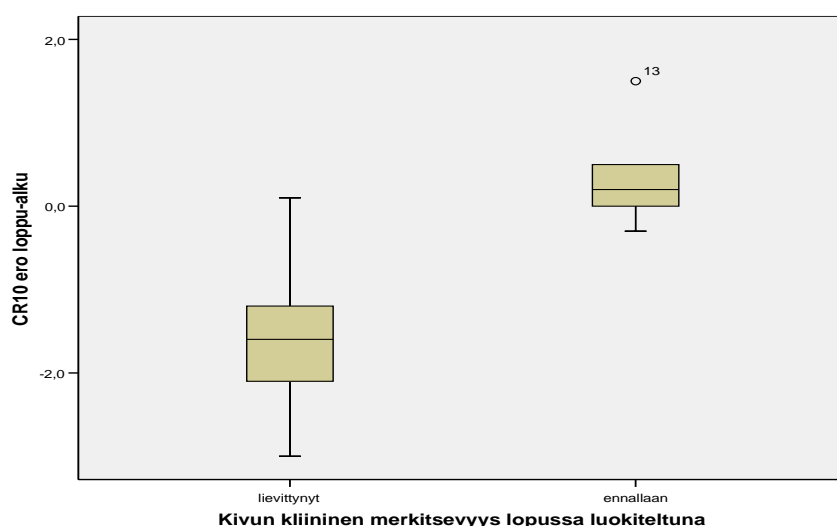 2,0
13
0,0
-2,0
CR10 ero loppu-alku
lievittynyt
ennallaan
Kivun kliininen merkitsevyys lopussa luokiteltuna